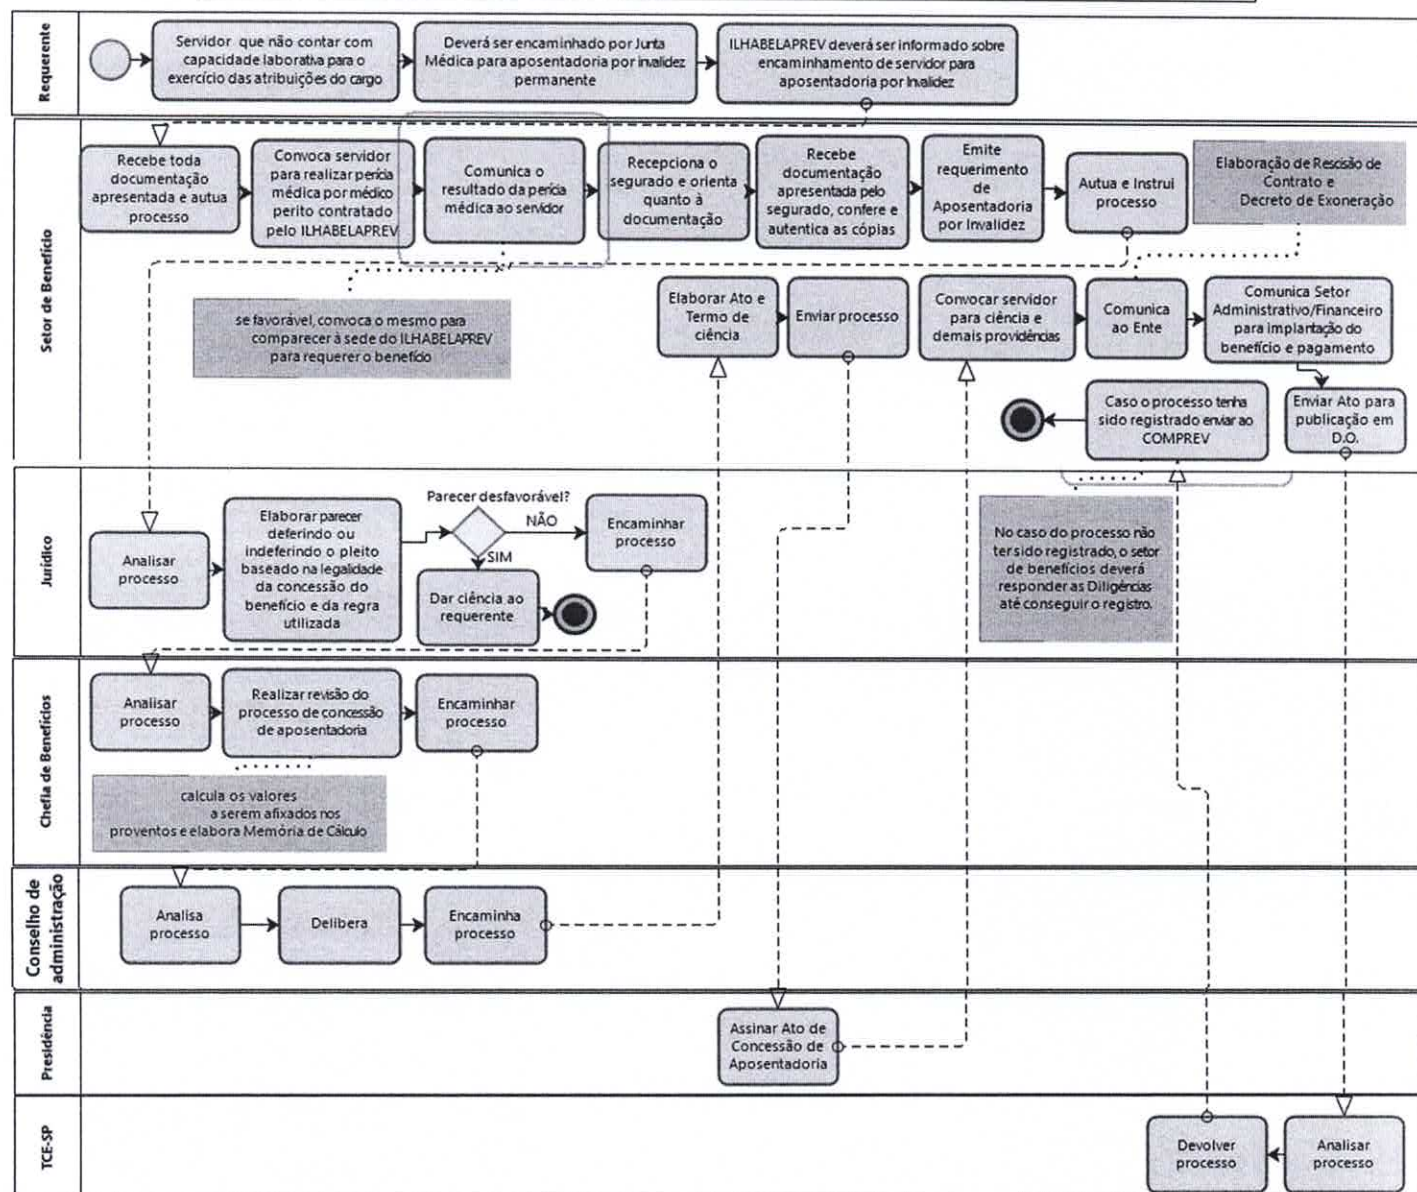 Requerente
Servidor que não contar com
capacidade laborativa para o
exercício das atribuições do cargo
Deverá ser encaminhado por Junta
Médica para aposentadoria por invalidez
permanente
ILHABELAPREV deverá ser informado sobre
encaminhamento de servidor para
aposentadoria por Invalidez
Setor de Benefício
Recebe toda
documentação
apresentada e autua
processo
Convoca servidor
para realizar perícia
médica por médico
perito contratado
pelo ILHABELAPREV
Comunica o
resultado da perícia
médica ao servidor
Recepciona o
segurado e orienta
quanto à
documentação
Recebe
documentação
apresentada pelo
segurado, confere e
autentica as cópias
Emite
requerimento
de
Aposentadoria
por Invalidez
Autua e Instrui
processo
Elaboração de Rescisão de
Contrato e
Decreto de Exoneração
se favorável, convoca o mesmo para
comparecer à sede do ILHABELAPREV
para requerer o benefício
Elaborar Ato e
Termo de
ciência
Enviar processo
Convocar servidor
para ciência e
demais providências
Comunica
ao Ente
Comunica Setor
Administrativo/Financeiro
para implantação do
benefício e pagamento
Caso o processo tenha
sido registrado enviar ao
COMPREV
Enviar Ato para
publicação em
D.O.
Jurídico
Analisar
processo
Elaborar parecer
deferindo ou
indeferindo o pleito
baseado na legalidade
da concessão do
benefício e da regra
utilizada
Parecer desfavorável?
NÃO
SIM
Encaminhar
processo
Dar ciência ao
requerente
No caso do processo não
ter sido registrado, o setor
de benefícios deverá
responder as Diligências
até conseguir o registro.
Chefia de Benefícios
Analisar
processo
Realizar revisão do
processo de concessão
de aposentadoria
Encaminhar
processo
calcula os valores
a serem afixados nos
proventos e elabora Memória de Cálculo
Conselho de
administração
Analisa
processo
Delibera
Encaminha
processo
Presidência
Assinar Ato de
Concessão de
Aposentadoria
TCE-SP
Devolver
processo
Analisar
processo